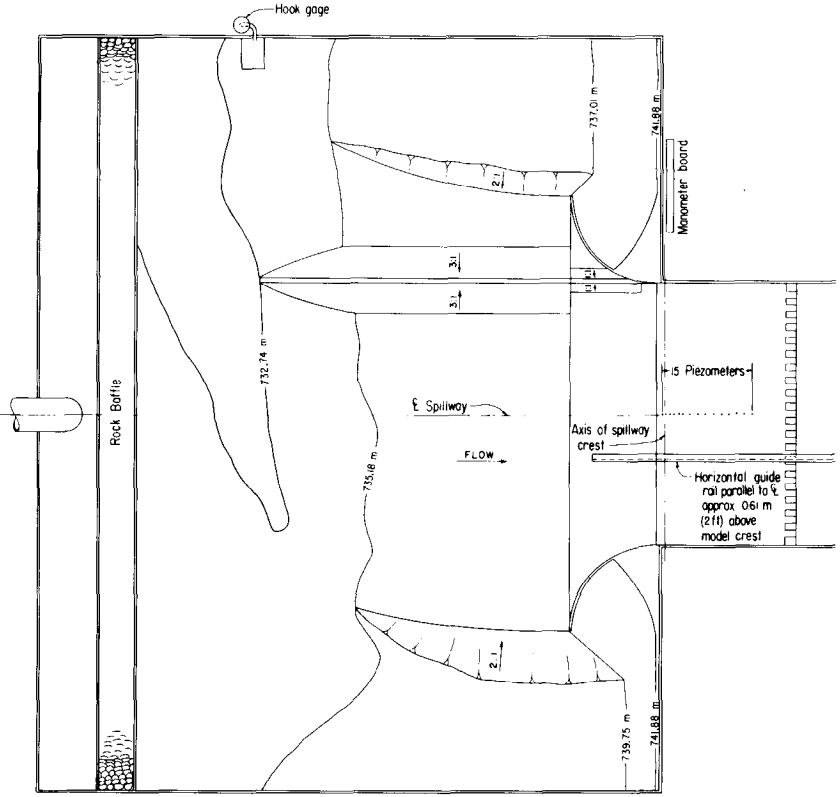 Hook gage
737.01 m
741.88 m
Manometer board
2:1
3:1
1:1
3:1
1:1
732.74 m
Rock Baffle
15 Piezometers
℄ Spillway
Axis of spillway
crest
FLOW
735.18 m
Horizontal guide
rail parallel to ℄
approx 0.61 m
(2 ft) above
model crest
2:1
739.75 m
741.88 m